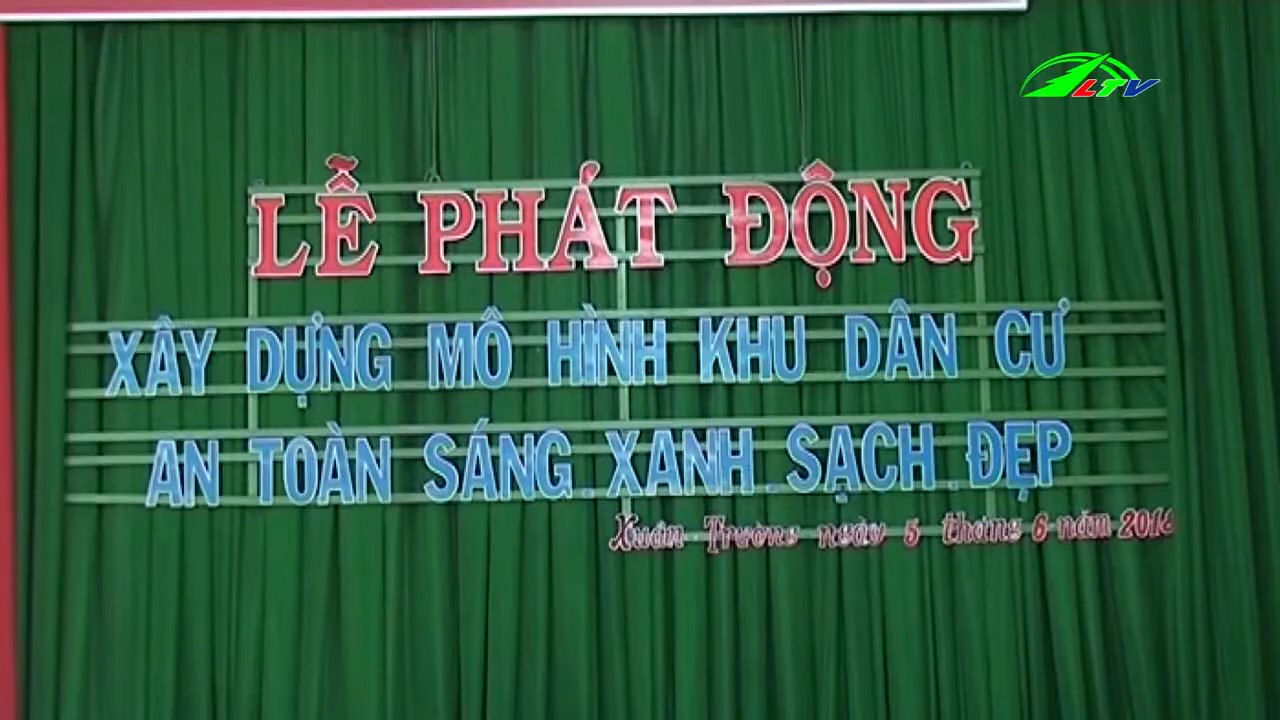 LTV
LỄ PHÁT ĐỘNG
XÂY DỰNG MÔ HÌNH KHU DÂN CƯ
AN TOÀN SÁNG . XANH . SẠCH . ĐẸP
Xuân Trường ngày 5 tháng 6 năm 2016